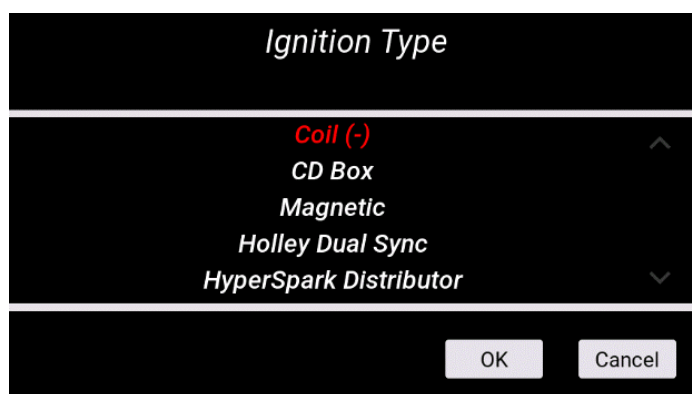 Ignition Type
Coil (-)
CD Box
Magnetic
Holley Dual Sync
HyperSpark Distributor
OK
Cancel